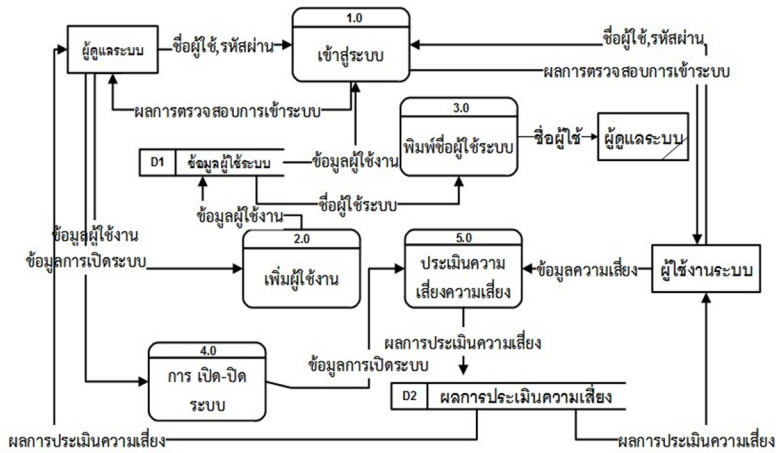 1.0
ผู้ดูแลระบบ
ชื่อผู้ใช้,รหัสผ่าน
เข้าสู่ระบบ
ชื่อผู้ใช้,รหัสผ่าน
ผลการตรวจสอบการเข้าระบบ
ผลการตรวจสอบการเข้าระบบ
3.0
พิมพ์ชื่อผู้ใช้ระบบ
ชื่อผู้ใช้
ผู้ดูแลระบบ
D1
ข้อมูลผู้ใช้ระบบ
ข้อมูลผู้ใช้งาน
ชื่อผู้ใช้ระบบ
ข้อมูลผู้ใช้งาน
ข้อมูลผู้ใช้งาน
ข้อมูลการเปิดระบบ
2.0
เพิ่มผู้ใช้งาน
5.0
ประเมินความ
เสี่ยงความเสี่ยง
ข้อมูลความเสี่ยง
ผู้ใช้งานระบบ
ผลการประเมินความเสี่ยง
4.0
การ เปิด-ปิด
ระบบ
ข้อมูลการเปิดระบบ
D2
ผลการประเมินความเสี่ยง
ผลการประเมินความเสี่ยง
ผลการประเมินความเสี่ยง